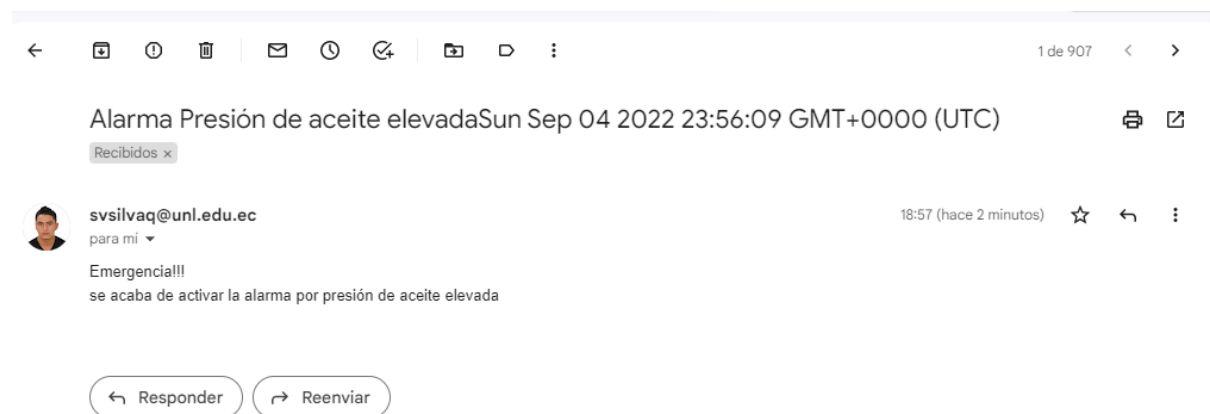 1 de 907
Alarma Presión de aceite elevadaSun Sep 04 2022 23:56:09 GMT+0000 (UTC)
Recibidos ×
svsilvaq@unl.edu.ec
18:57 (hace 2 minutos)
para mí
Emergencia!!!
se acaba de activar la alarma por presión de aceite elevada
Responder
Reenviar